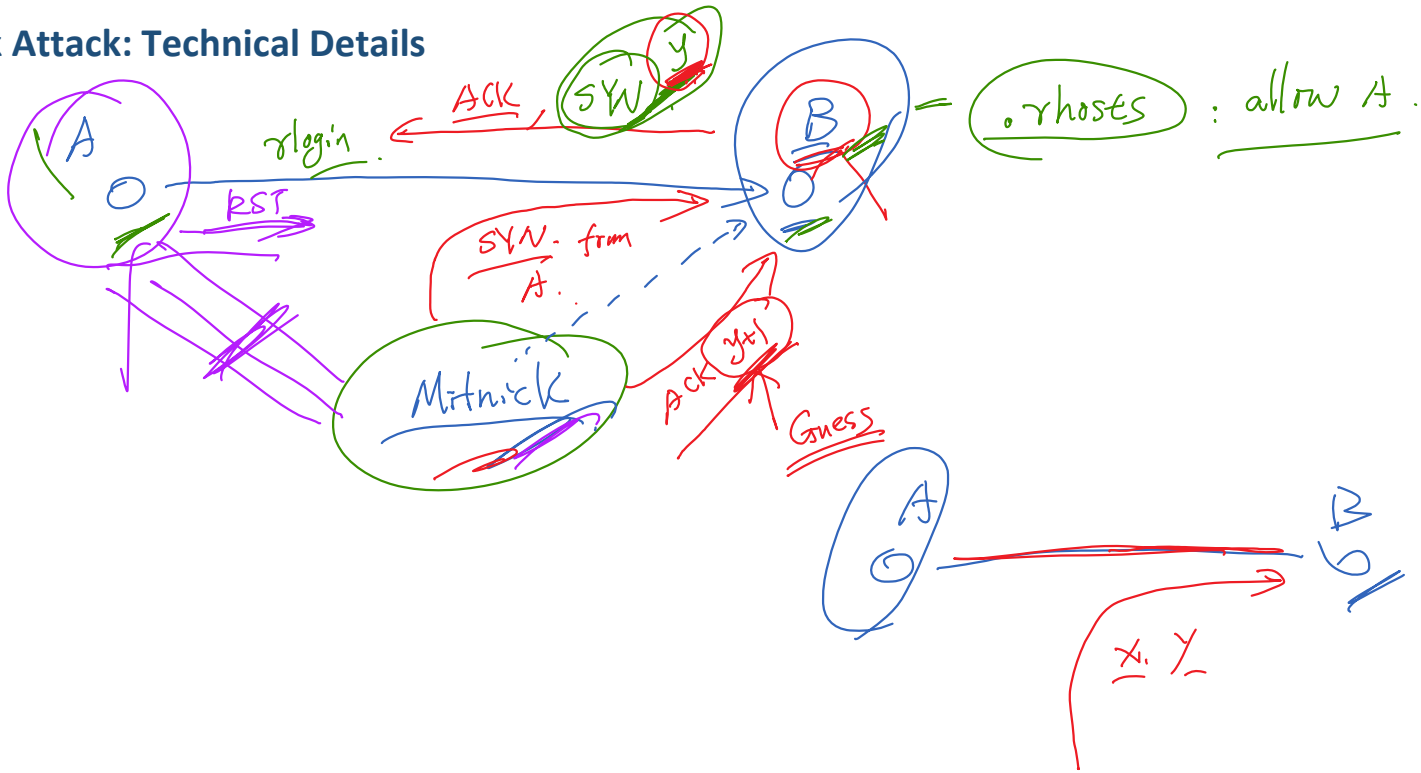 Attack: Technical Details
ACK, SYN y
A
rlogin.
B
.rhosts : allow A.
RST
SYN. from
A.
Mitnick
ACK y+1
Guess
A
B
x. y